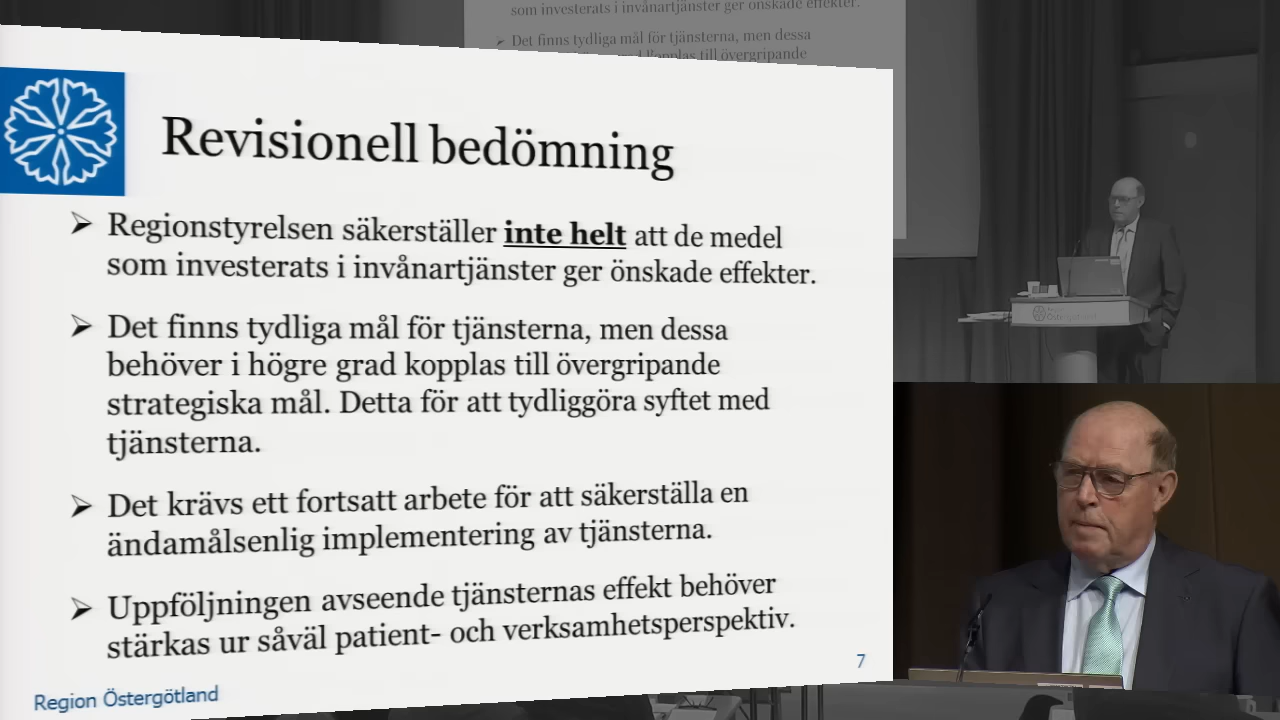 som investerats i invånartjänster ger önskade effekter.
Det finns tydliga mål för tjänsterna, men dessa
kopplas till övergripande
Revisionell bedömning
➢ Regionstyrelsen säkerställer inte helt att de medel
som investerats i invånartjänster ger önskade effekter.
➢ Det finns tydliga mål för tjänsterna, men dessa
behöver i högre grad kopplas till övergripande
strategiska mål. Detta för att tydliggöra syftet med
tjänsterna.
➢ Det krävs ett fortsatt arbete för att säkerställa en
ändamålsenlig implementering av tjänsterna.
➢ Uppföljningen avseende tjänsternas effekt behöver
stärkas ur såväl patient- och verksamhetsperspektiv.
7
Region Östergötland